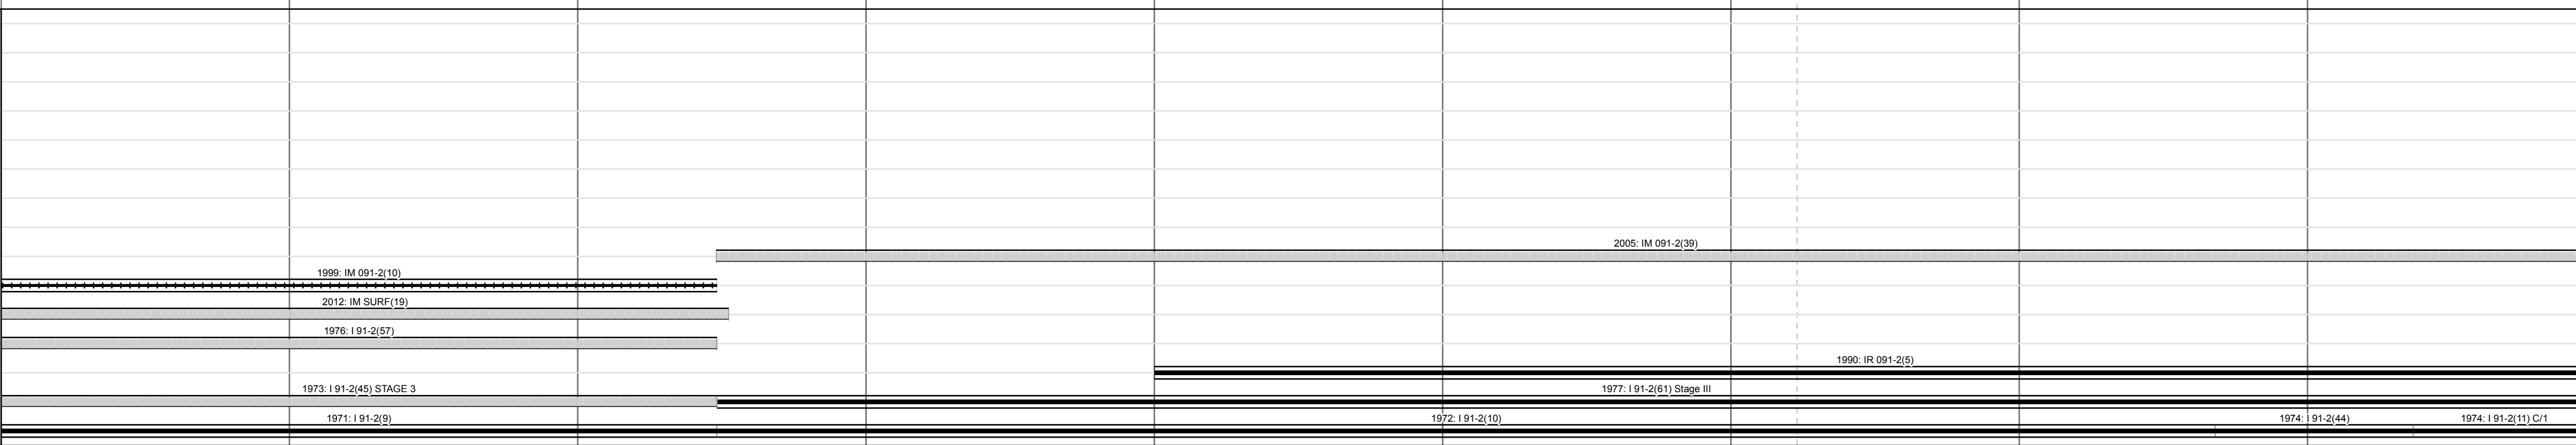 2005: IM 091-2(39)
1999: IM 091-2(10)
2012: IM SURF(19)
1976: I 91-2(57)
1990: IR 091-2(5)
1973: I 91-2(45) STAGE 3 1977: I 91-2(61) Stage III
1971: I 91-2(9) 1972: I 91-2(10) 1974: I 91-2(44) 1974: I 91-2(11) C/1